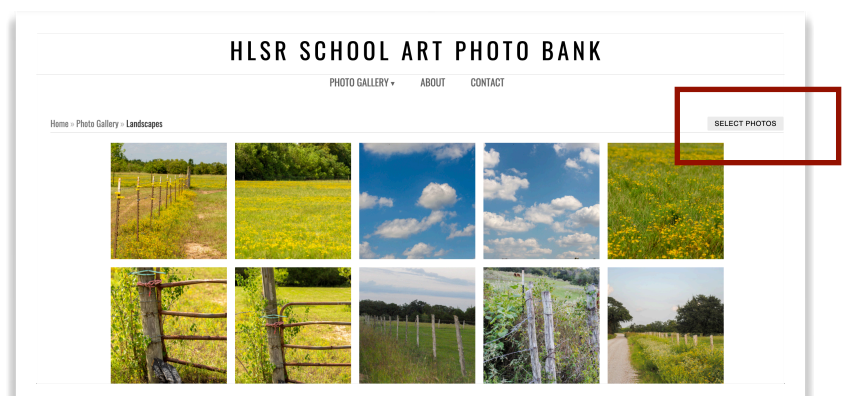 HLSR SCHOOL ART PHOTO BANK
PHOTO GALLERY ▾ ABOUT CONTACT
Home » Photo Gallery » Landscapes
SELECT PHOTOS